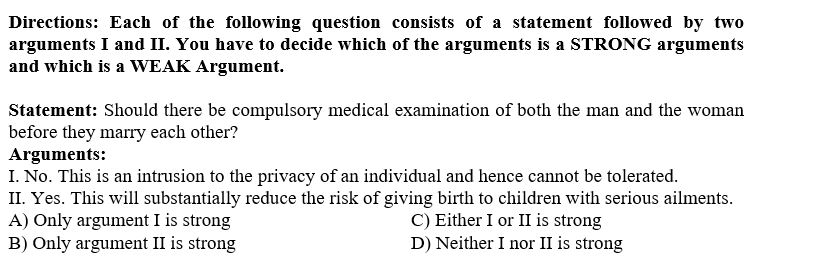 Directions: Each of the following question consists of a statement followed by two
arguments I and II. You have to decide which of the arguments is a STRONG arguments
and which is a WEAK Argument.
Statement: Should there be compulsory medical examination of both the man and the woman
before they marry each other?
Arguments:
I. No. This is an intrusion to the privacy of an individual and hence cannot be tolerated.
II. Yes. This will substantially reduce the risk of giving birth to children with serious ailments.
A) Only argument I is strong C) Either I or II is strong
B) Only argument II is strong D) Neither I nor II is strong